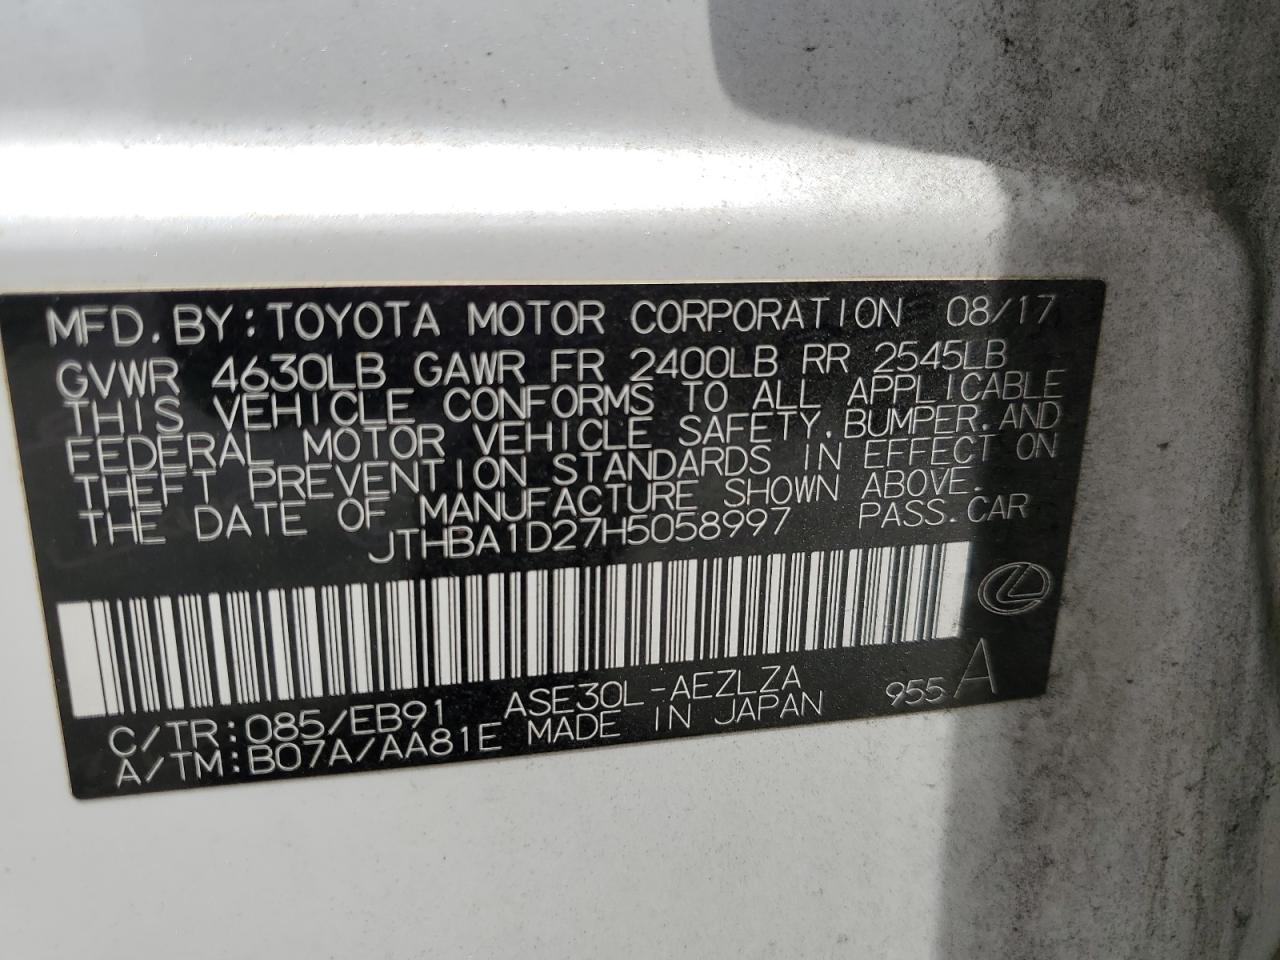 MFD.BY:TOYOTA MOTOR CORPORATION 08/17
GVWR 4630LB GAWR FR 2400LB RR 2545LB
THIS VEHICLE CONFORMS TO ALL APPLICABLE
FEDERAL MOTOR VEHICLE SAFETY,BUMPER,AND
THEFT PREVENTION STANDARDS IN EFFECT ON
THE DATE OF MANUFACTURE SHOWN ABOVE.
JTHBA1D27H5058997 PASS.CAR
C/TR:085/EB91 ASE30L-AEZLZA 955 A
A/TM:B07A/AA81E MADE IN JAPAN